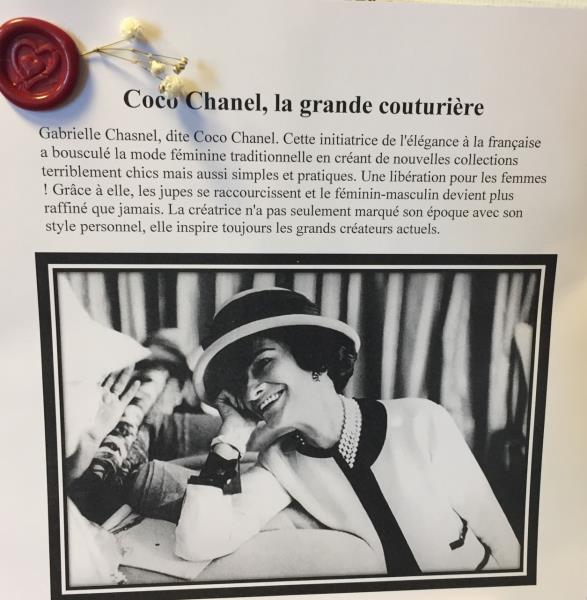 Coco Chanel, la grande couturière
Gabrielle Chasnel, dite Coco Chanel. Cette initiatrice de l'élégance à la française
a bousculé la mode féminine traditionnelle en créant de nouvelles collections
terriblement chics mais aussi simples et pratiques. Une libération pour les femmes
! Grâce à elle, les jupes se raccourcissent et le féminin-masculin devient plus
raffiné que jamais. La créatrice n'a pas seulement marqué son époque avec son
style personnel, elle inspire toujours les grands créateurs actuels.